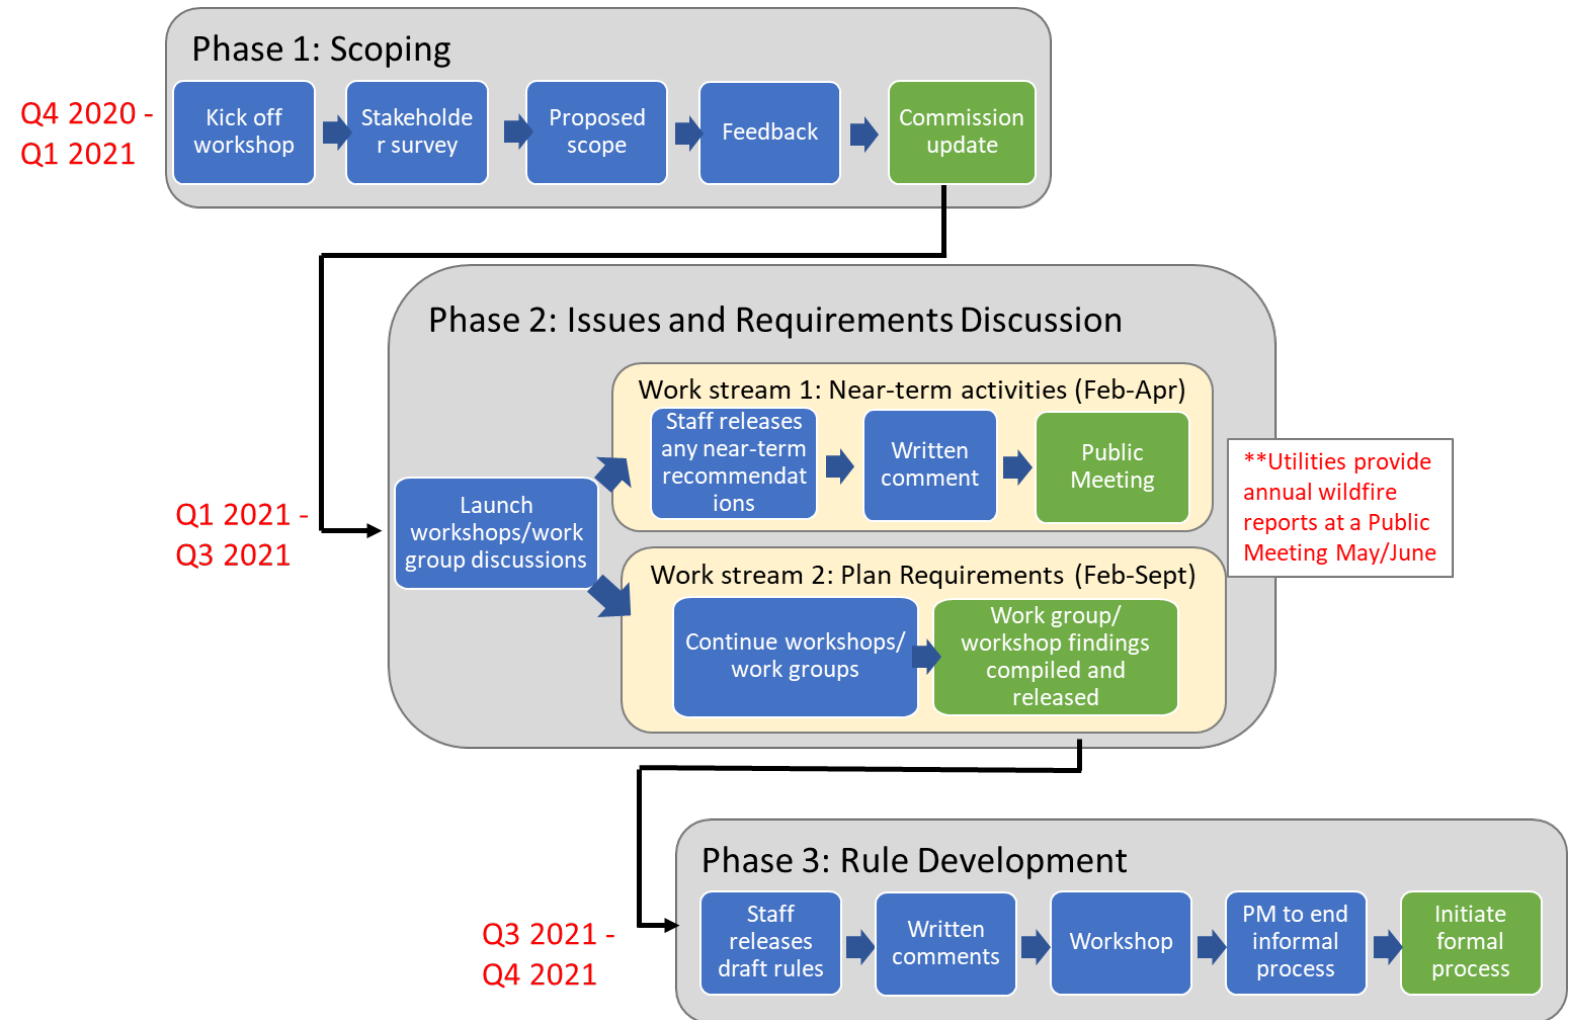 Phase 1: Scoping
Q4 2020 -
Q1 2021
Kick off
workshop
Stakeholde
r survey
Proposed
scope
Feedback
Commission
update
Phase 2: Issues and Requirements Discussion
Q1 2021 -
Q3 2021
Launch
workshops/work
group discussions
Work stream 1: Near-term activities (Feb-Apr)
Staff releases
any near-term
recommendat
ions
Written
comment
Public
Meeting
**Utilities provide
annual wildfire
reports at a Public
Meeting May/June
Work stream 2: Plan Requirements (Feb-Sept)
Continue workshops/
work groups
Work group/
workshop findings
compiled and
released
Phase 3: Rule Development
Q3 2021 -
Q4 2021
Staff
releases
draft rules
Written
comments
Workshop
PM to end
informal
process
Initiate
formal
process